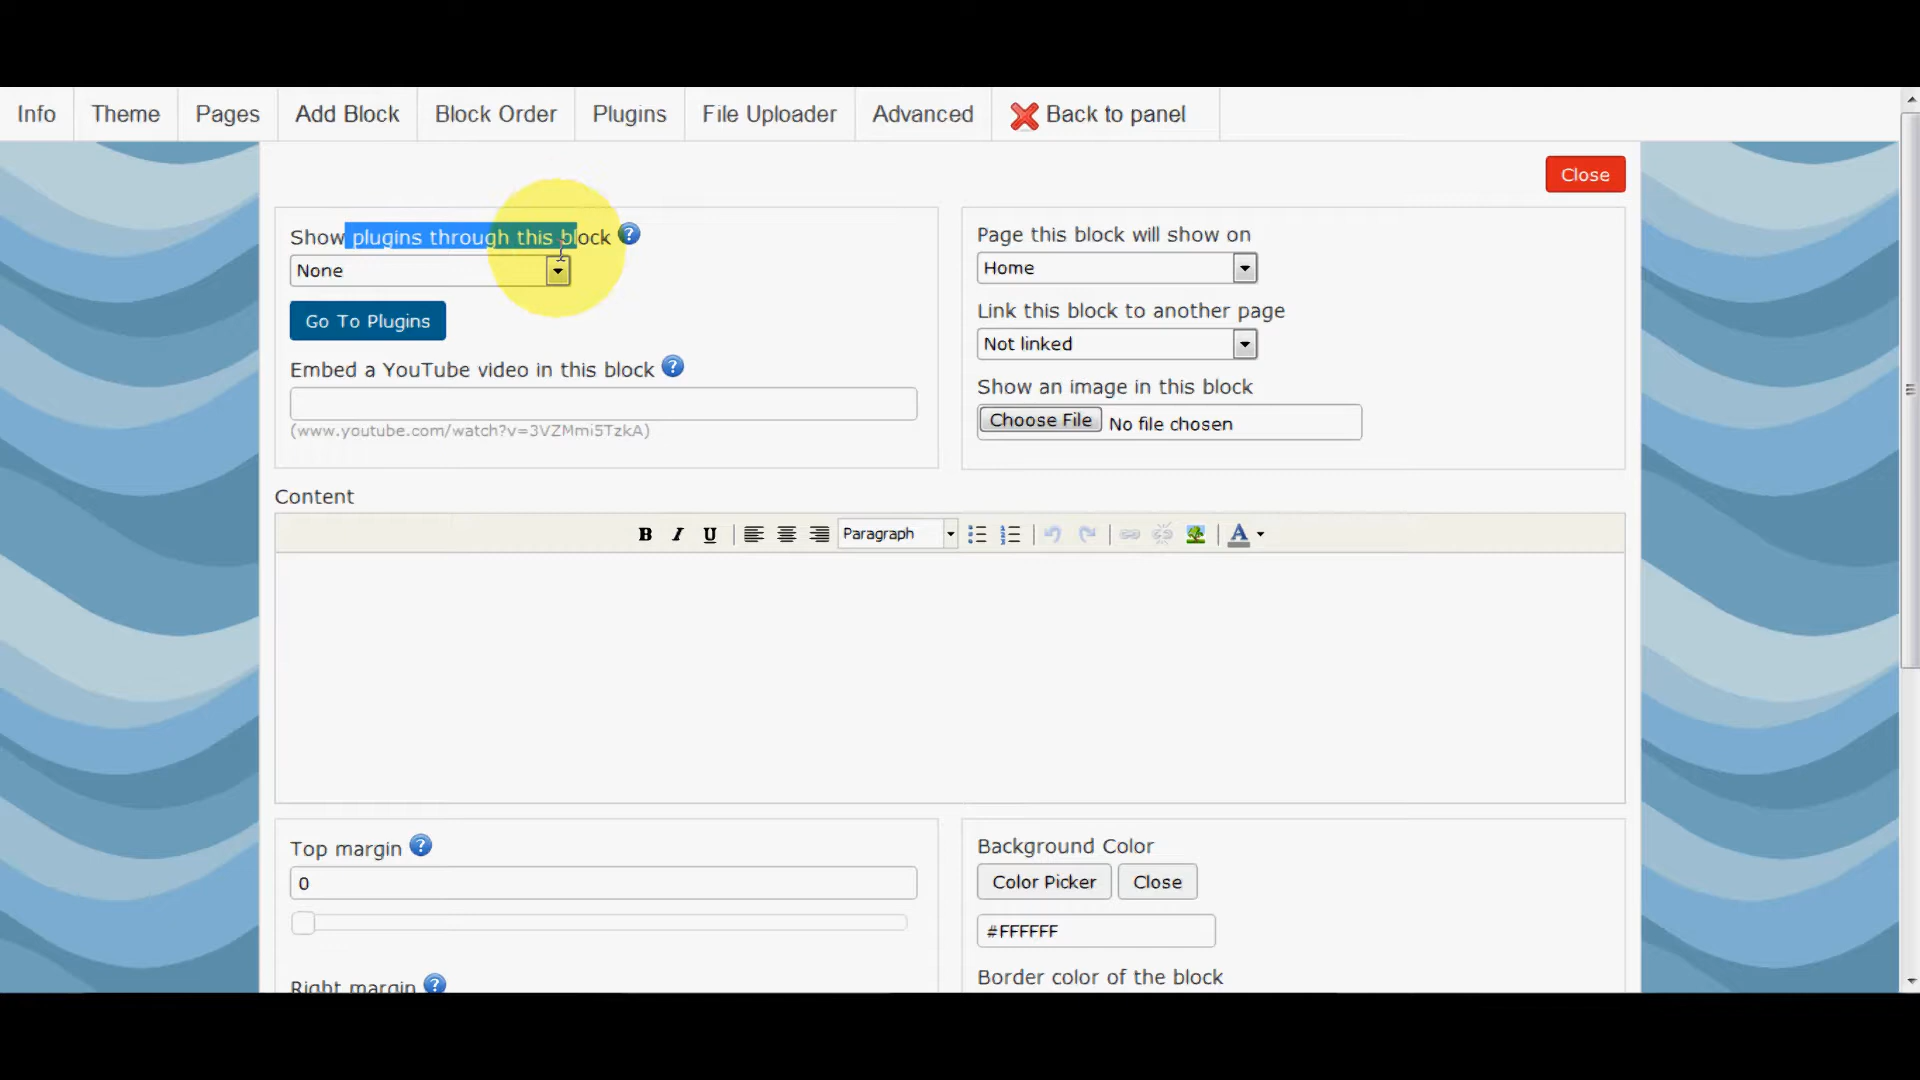 Info Theme Pages Add Block Block Order Plugins File Uploader Advanced Back to panel
Close
Show plugins through this block
None
Go To Plugins
Embed a YouTube video in this block
(www.youtube.com/watch?v=3VZMmi5TzkA)
Page this block will show on
Home
Link this block to another page
Not linked
Show an image in this block
Choose File No file chosen
Content
B I U Paragraph A
Top margin
0
Right margin
Background Color
Color Picker Close
#FFFFFF
Border color of the block